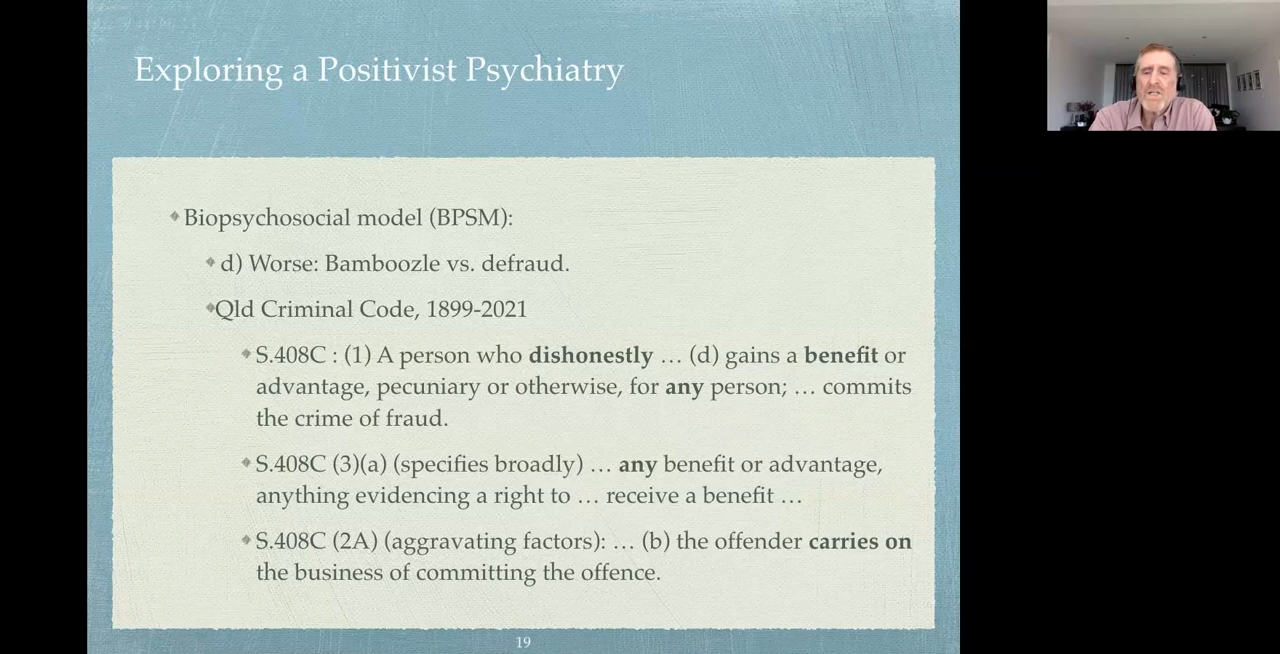 Exploring a Positivist Psychiatry
Biopsychosocial model (BPSM):
d) Worse: Bamboozle vs. defraud.
Qld Criminal Code, 1899-2021
S.408C : (1) A person who dishonestly … (d) gains a benefit or
advantage, pecuniary or otherwise, for any person; … commits
the crime of fraud.
S.408C (3)(a) (specifies broadly) … any benefit or advantage,
anything evidencing a right to … receive a benefit …
S.408C (2A) (aggravating factors): … (b) the offender carries on
the business of committing the offence.
19